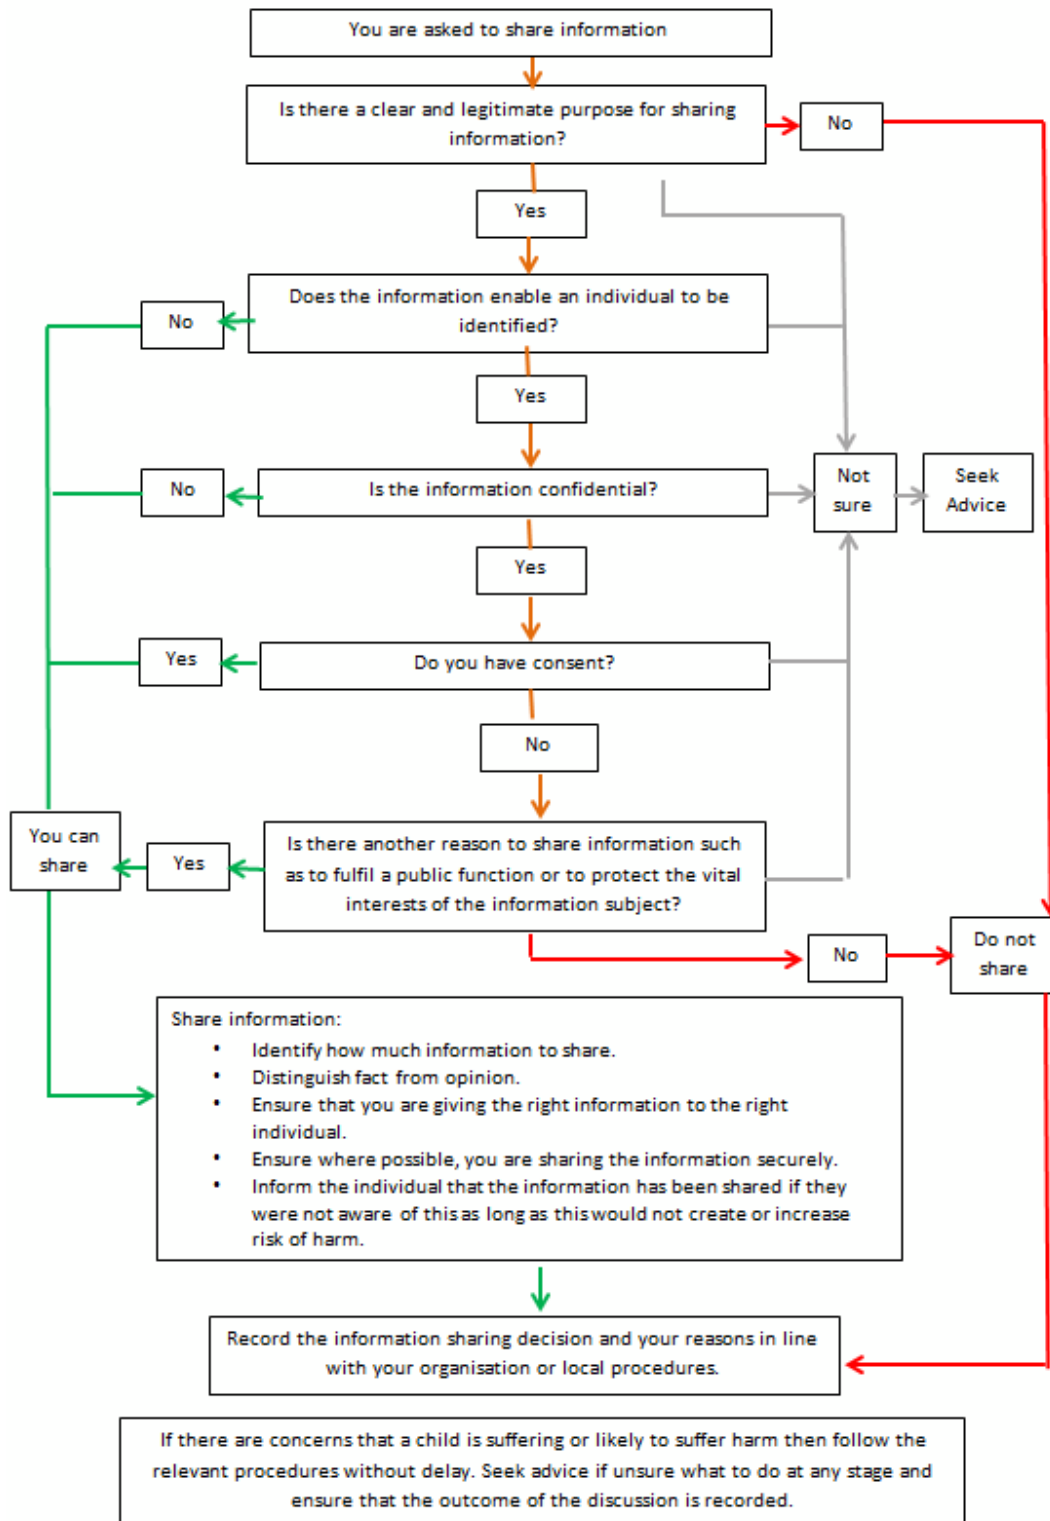 You are asked to share information
Is there a clear and legitimate purpose for sharing
information?
No
Yes
Does the information enable an individual to be
identified?
No
Yes
Is the information confidential?
No
Not
sure
Seek
Advice
Yes
Do you have consent?
Yes
No
You can
share
Yes
Is there another reason to share information such
as to fulfil a public function or to protect the vital
interests of the information subject?
No
Do not
share
Share information:
• Identify how much information to share.
• Distinguish fact from opinion.
• Ensure that you are giving the right information to the right
individual.
• Ensure where possible, you are sharing the information securely.
• Inform the individual that the information has been shared if they
were not aware of this as long as this would not create or increase
risk of harm.
Record the information sharing decision and your reasons in line
with your organisation or local procedures.
If there are concerns that a child is suffering or likely to suffer harm then follow the
relevant procedures without delay. Seek advice if unsure what to do at any stage and
ensure that the outcome of the discussion is recorded.